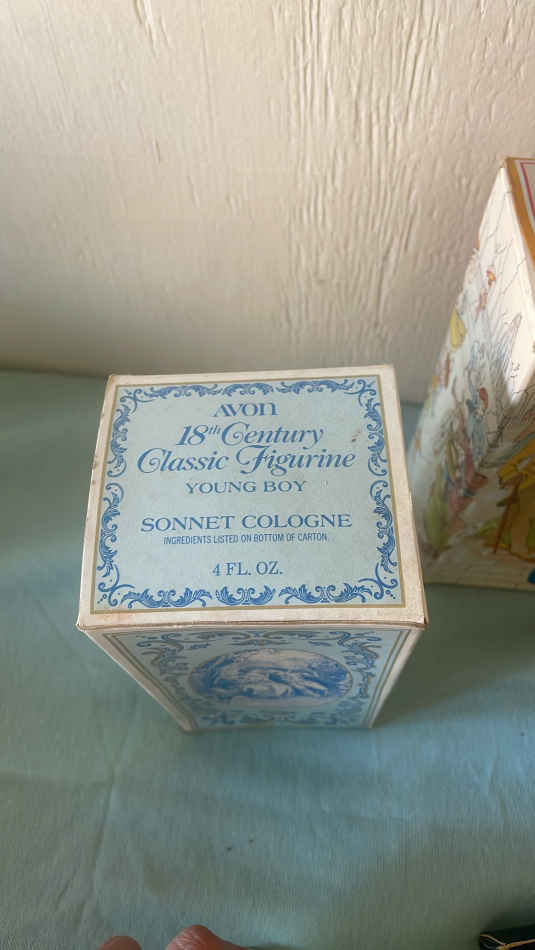 AVON
18th Century
Classic Figurine
YOUNG BOY
SONNET COLOGNE
INGREDIENTS LISTED ON BOTTOM OF CARTON.
4 FL. OZ.